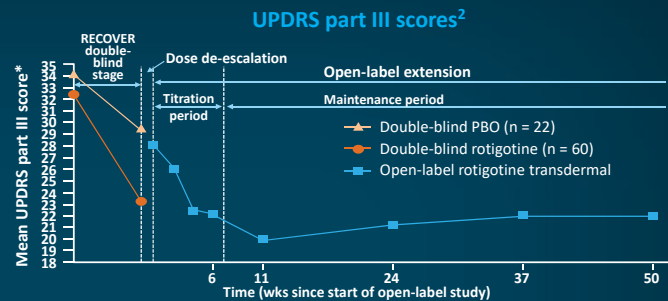 UPDRS part III scores2
RECOVER
double-
blind
stage
Dose de-escalation
Open-label extension
Titration
period
Maintenance period
Double-blind PBO (n = 22)
Double-blind rotigotine (n = 60)
Open-label rotigotine transdermal
Mean UPDRS part III score*
35
34
33
32
31
30
29
28
27
26
25
24
23
22
21
20
19
18
6 11 24 37 50
Time (wks since start of open-label study)